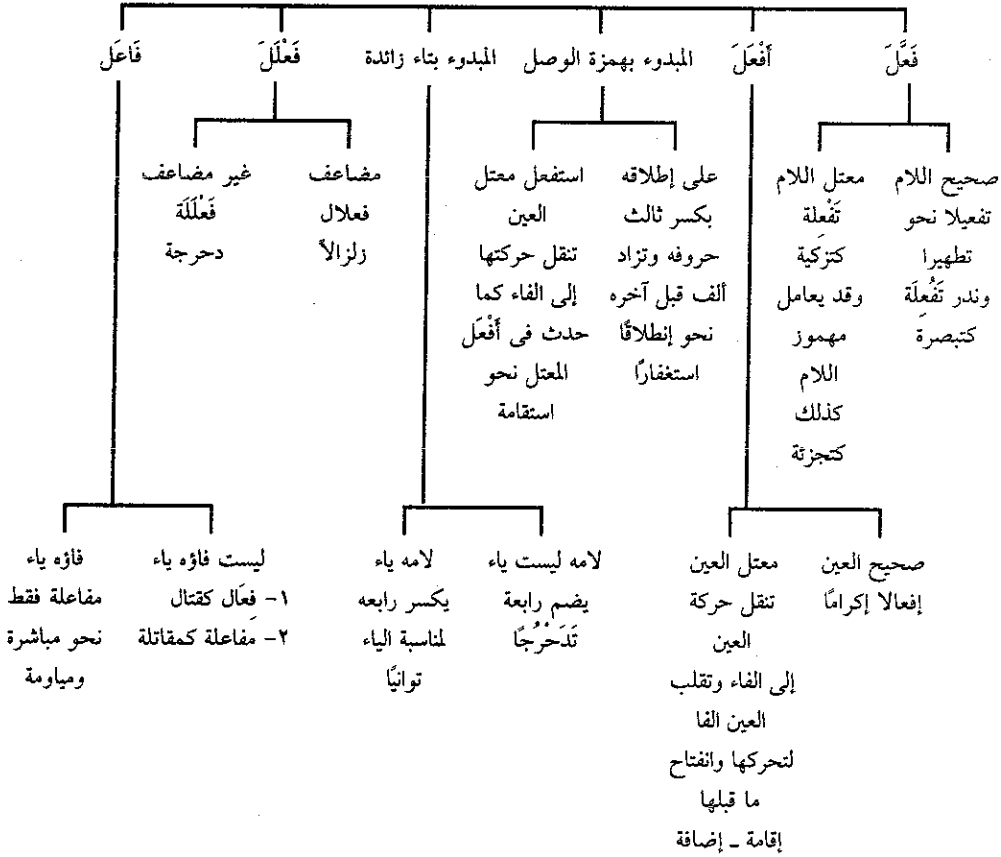 فَعَّلَ
أَفْعَلَ
المبدوء بهمزة الوصل
المبدوء بتاء زائدة
فَعْلَلَ
فَاعَل
صحيح اللام
تفعيلا نحو
تطهيرا
وندر تَفُعِلَة
كتبصرة
معتل اللام
تَفْعِلة
كتزكية
وقد يعامل
مهموز
اللام
كذلك
كتجزئة
على إطلاقه
بكسر ثالث
حروفه وتزاد
ألف قبل آخره
نحو إنطلاقًا
استغفارًا
استفعل معتل
العين
تنقل حركتها
إلى الفاء كما
حدث فى أَفْعَل
المعتل نحو
استقامة
مضاعف
فعلال
زلزالاً
غير مضاعف
فَعْلَلَة
دحرجة
صحيح العين
إفعالا إكرامًا
معتل العين
تنقل حركة
العين
إلى الفاء وتقلب
العين الفا
لتحركها وانفتاح
ما قبلها
إقامة ـ إضافة
لامه ليست ياء
يضم رابعة
تَدَحْرُجًا
لامه ياء
يكسر رابعه
لمناسبة الياء
توانيًا
ليست فاؤه ياء
١- فِعَال كقتال
٢- مفاعلة كمقاتلة
فاؤه ياء
مفاعلة فقط
نحو مباشرة
ومياومة